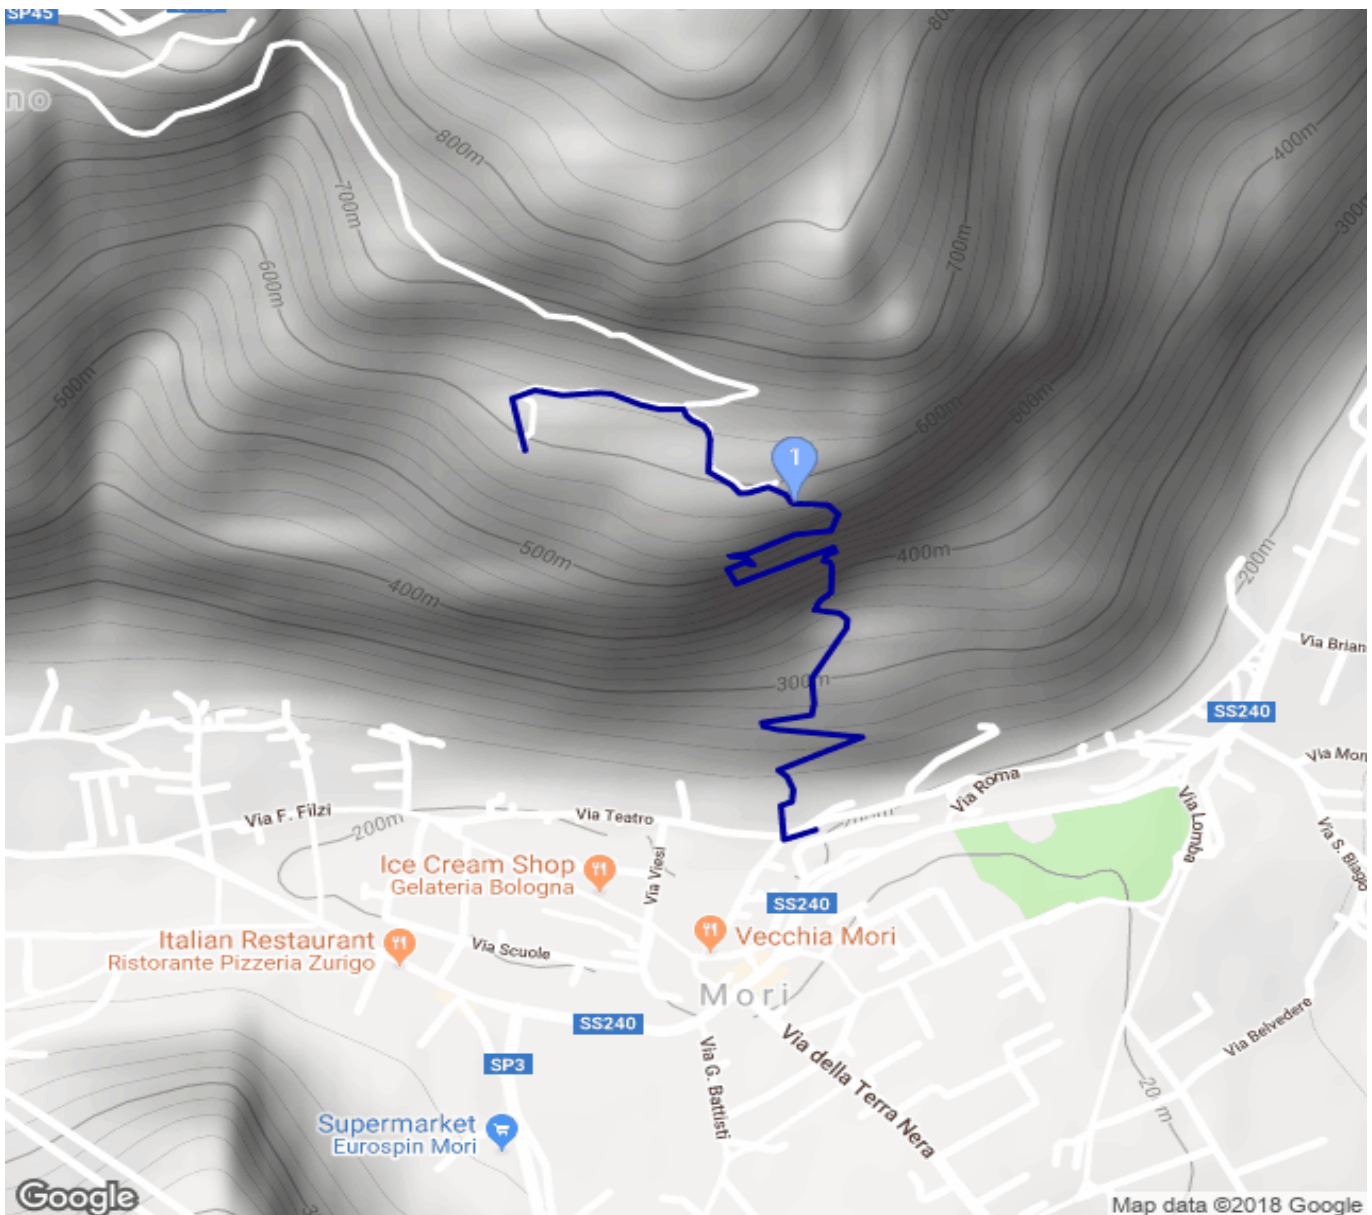 SP45
no
800m
800
400m
700m
700m
300
600m
500m
600m
500m
1
500m
400m
400m
200m
300m
Via Brian
SS240
Via Mon
Via Roma
Via Lomba
Via F. Filzi
200m
Via Teatro
200m
Via S. Biagio
Ice Cream Shop
Gelateria Bologna
Via Viesi
SS240
Italian Restaurant
Ristorante Pizzeria Zurigo
Via Scuole
Vecchia Mori
Mori
SS240
Via Belvedere
SP3
Via G. Battisti
Via della Terra Nera
20 m
Supermarket
Eurospin Mori
Google
Map data ©2018 Google